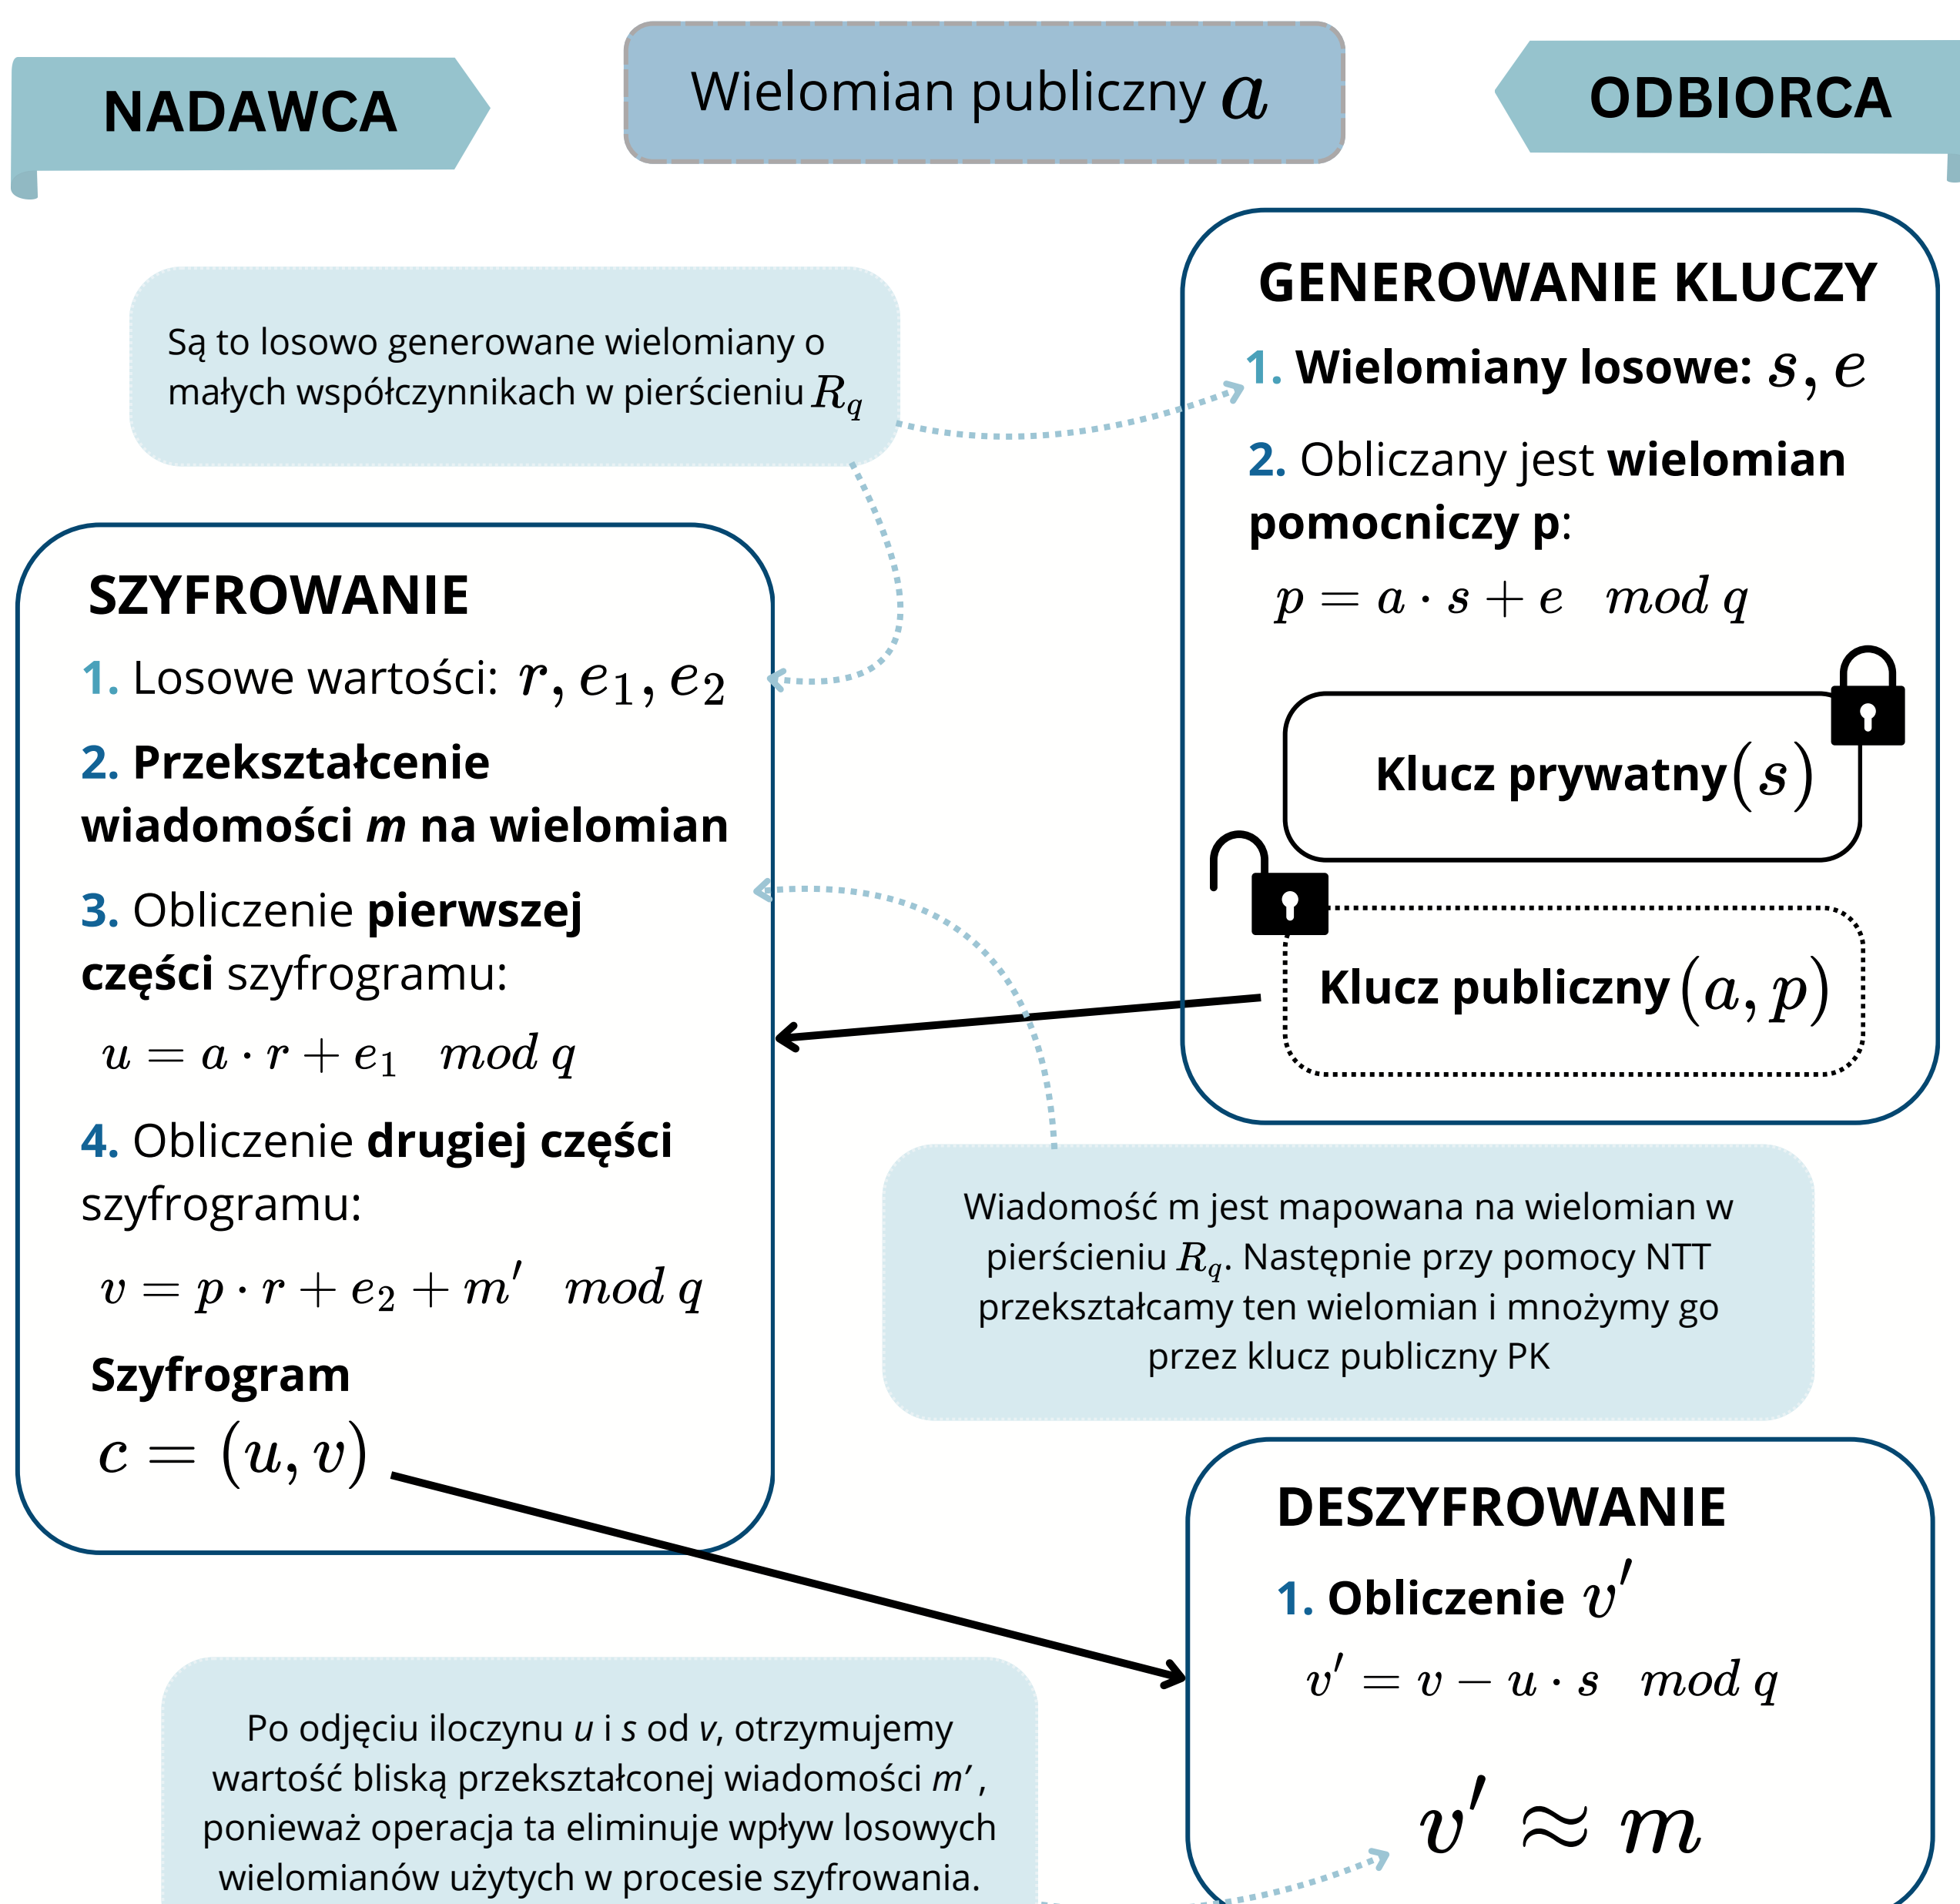 NADAWCA
Wielomian publiczny a
ODBIORCA
GENEROWANIE KLUCZY
1. Wielomiany losowe: s, e
2. Obliczany jest wielomian
pomocniczy p:
p = a · s + e mod q
Klucz prywatny (s)
Klucz publiczny (a, p)
Są to losowo generowane wielomiany o
małych współczynnikach w pierścieniu R_q
SZYFROWANIE
1. Losowe wartości: r, e₁, e₂
2. Przekształcenie
wiadomości m na wielomian
3. Obliczenie pierwszej
części szyfrogramu:
u = a · r + e₁ mod q
4. Obliczenie drugiej części
szyfrogramu:
v = p · r + e₂ + m′ mod q
Szyfrogram
c = (u, v)
Wiadomość m jest mapowana na wielomian w
pierścieniu R_q. Następnie przy pomocy NTT
przekształcamy ten wielomian i mnożymy go
przez klucz publiczny PK
DESZYFROWANIE
1. Obliczenie v′
v′ = v − u · s mod q
v′ ≈ m
Po odjęciu iloczynu u i s od v, otrzymujemy
wartość bliską przekształconej wiadomości m′ ,
ponieważ operacja ta eliminuje wpływ losowych
wielomianów użytych w procesie szyfrowania.